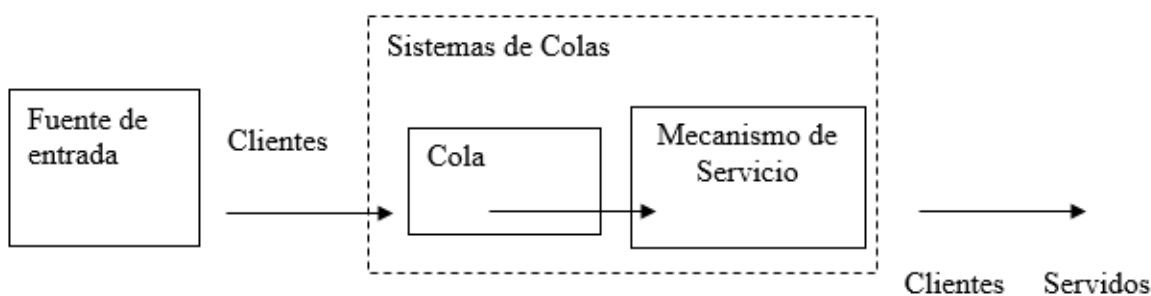 Sistemas de Colas
Fuente de
entrada
Clientes
Cola
Mecanismo de
Servicio
Clientes Servidos